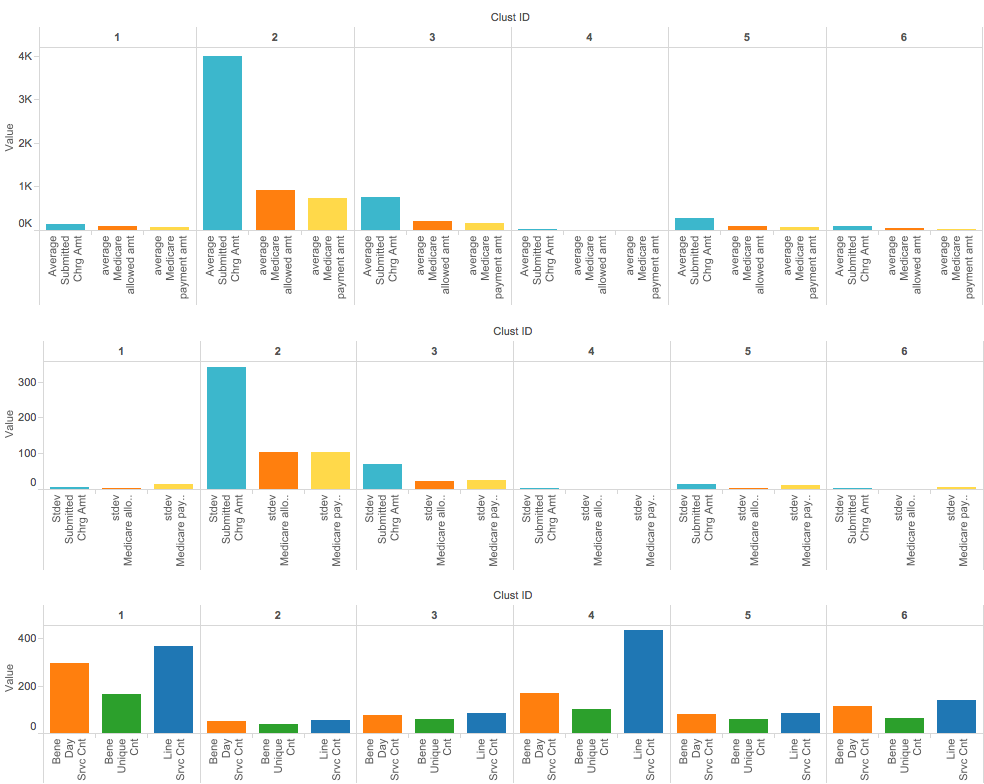 Clust ID
1 2 3 4 5 6
4K
3K
2K
1K
0K
Value
Average
Submitted
Chrg Amt
average
Medicare
allowed amt
average
Medicare
payment amt
Average
Submitted
Chrg Amt
average
Medicare
allowed amt
average
Medicare
payment amt
Average
Submitted
Chrg Amt
average
Medicare
allowed amt
average
Medicare
payment amt
Average
Submitted
Chrg Amt
average
Medicare
allowed amt
average
Medicare
payment amt
Average
Submitted
Chrg Amt
average
Medicare
allowed amt
average
Medicare
payment amt
Average
Submitted
Chrg Amt
average
Medicare
allowed amt
average
Medicare
payment amt
Clust ID
1 2 3 4 5 6
300
200
100
0
Value
Stdev
Submitted
Chrg Amt
stdev
Medicare allo..
stdev
Medicare pay..
Stdev
Submitted
Chrg Amt
stdev
Medicare allo..
stdev
Medicare pay..
Stdev
Submitted
Chrg Amt
stdev
Medicare allo..
stdev
Medicare pay..
Stdev
Submitted
Chrg Amt
stdev
Medicare allo..
stdev
Medicare pay..
Stdev
Submitted
Chrg Amt
stdev
Medicare allo..
stdev
Medicare pay..
Stdev
Submitted
Chrg Amt
stdev
Medicare allo..
stdev
Medicare pay..
Clust ID
1 2 3 4 5 6
400
200
0
Value
Bene
Day
Srvc Cnt
Bene
Unique
Cnt
Line
Srvc Cnt
Bene
Day
Srvc Cnt
Bene
Unique
Cnt
Line
Srvc Cnt
Bene
Day
Srvc Cnt
Bene
Unique
Cnt
Line
Srvc Cnt
Bene
Day
Srvc Cnt
Bene
Unique
Cnt
Line
Srvc Cnt
Bene
Day
Srvc Cnt
Bene
Unique
Cnt
Line
Srvc Cnt
Bene
Day
Srvc Cnt
Bene
Unique
Cnt
Line
Srvc Cnt